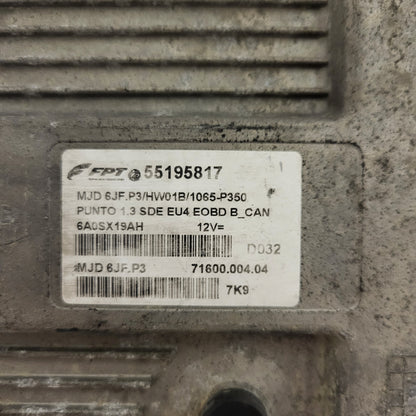 FPT 55195817
MJD 6JF.P3/HW01B/1065-P350
PUNTO 1.3 SDE EU4 EOBD B_CAN
6A0SX19AH 12V=
D032
MJD 6JF.P3 71600.004.04
7K9